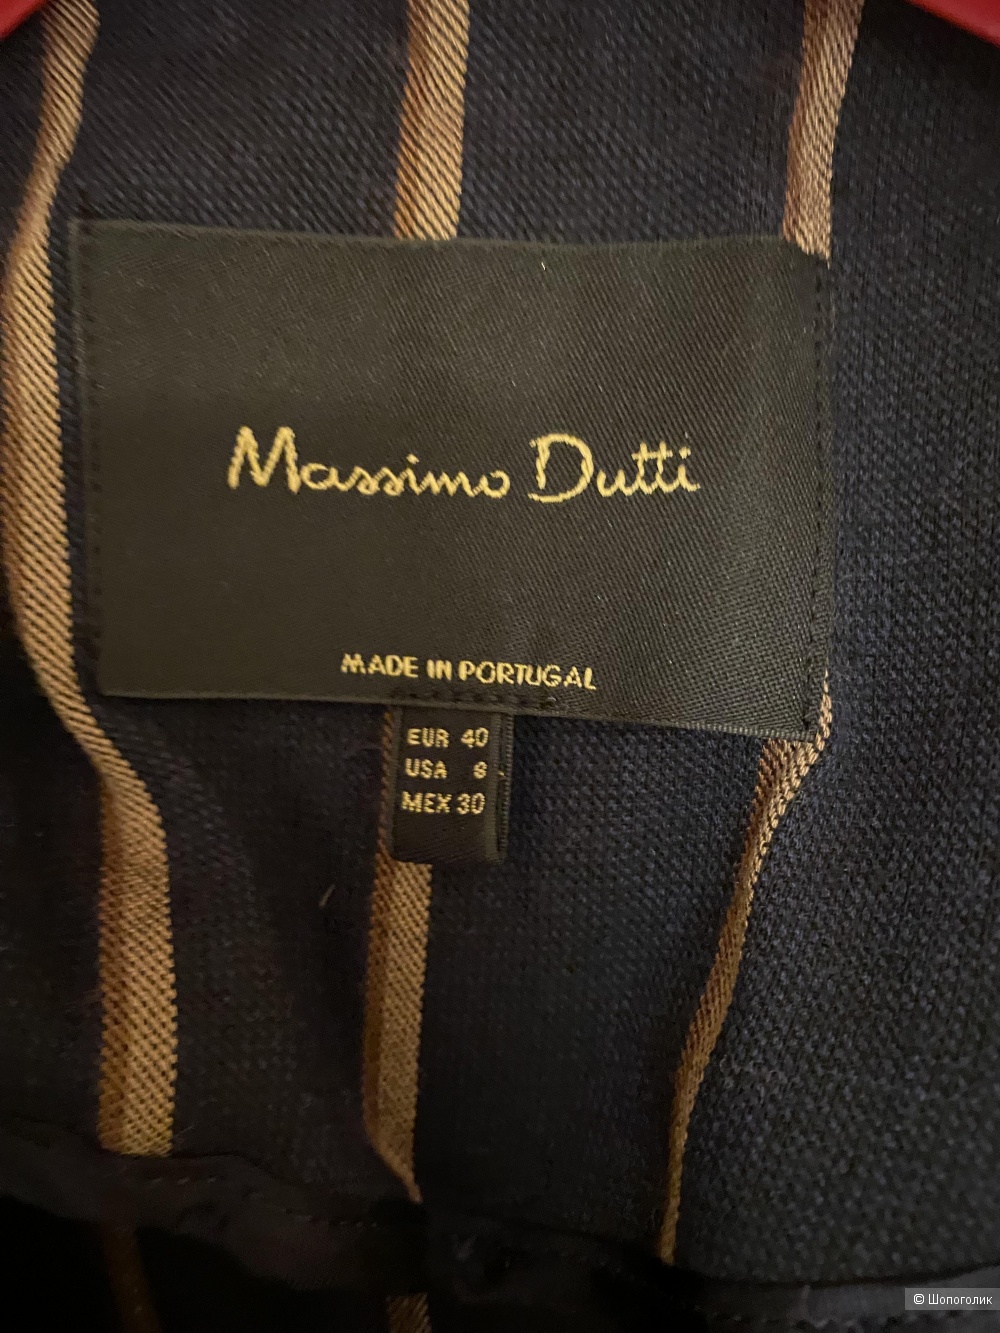 Massimo Dutti
MADE IN PORTUGAL
EUR 40
USA 8
MEX 30
© Шопоголик